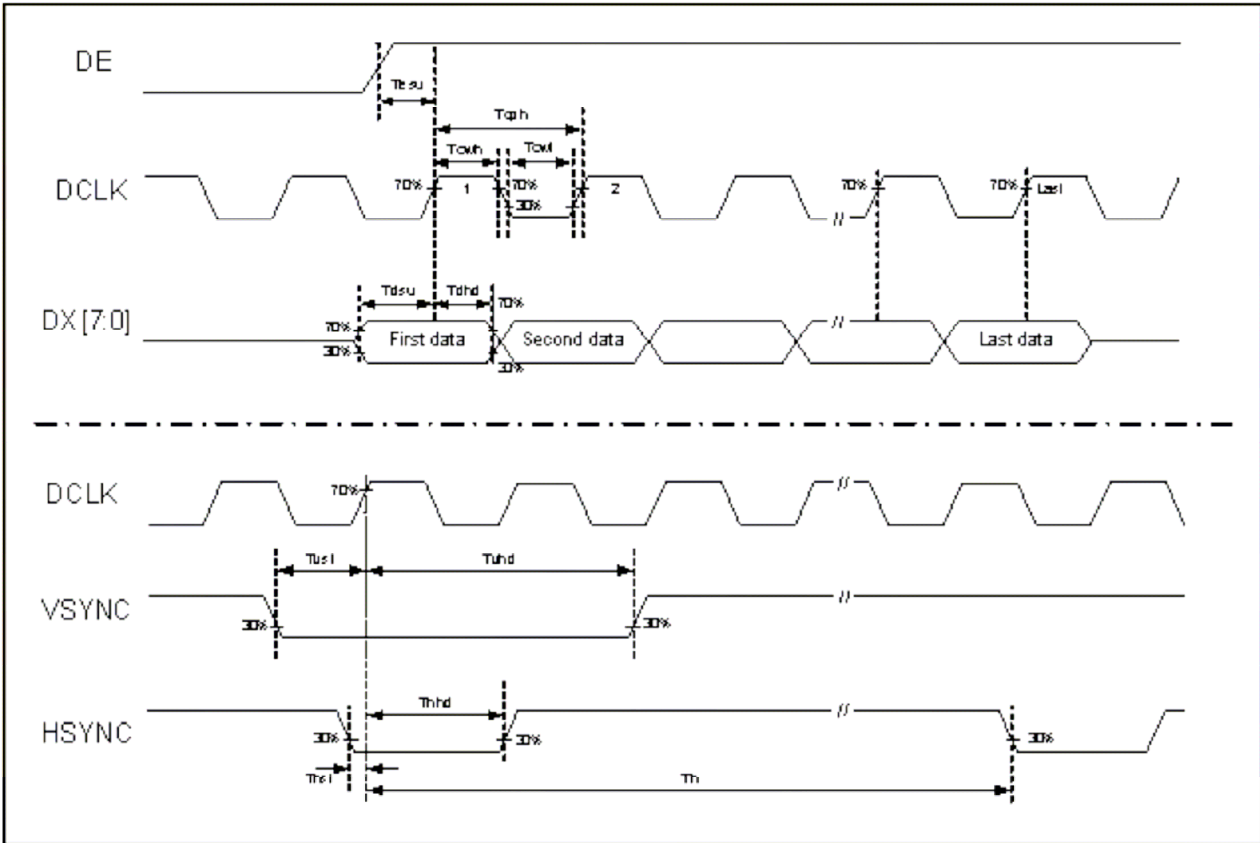 DE
Tesu
Tcph
Tcwh
Tcwl
DCLK
70%
1
70%
30%
2
//
70%
70%
Last
DX[7:0]
Tdsu
Tdhd
70%
30%
70%
30%
First data
Second data
//
Last data
DCLK
70%
//
Tvst
Tvhd
VSYNC
30%
30%
//
HSYNC
Thhd
30%
30%
//
30%
Thst
Th